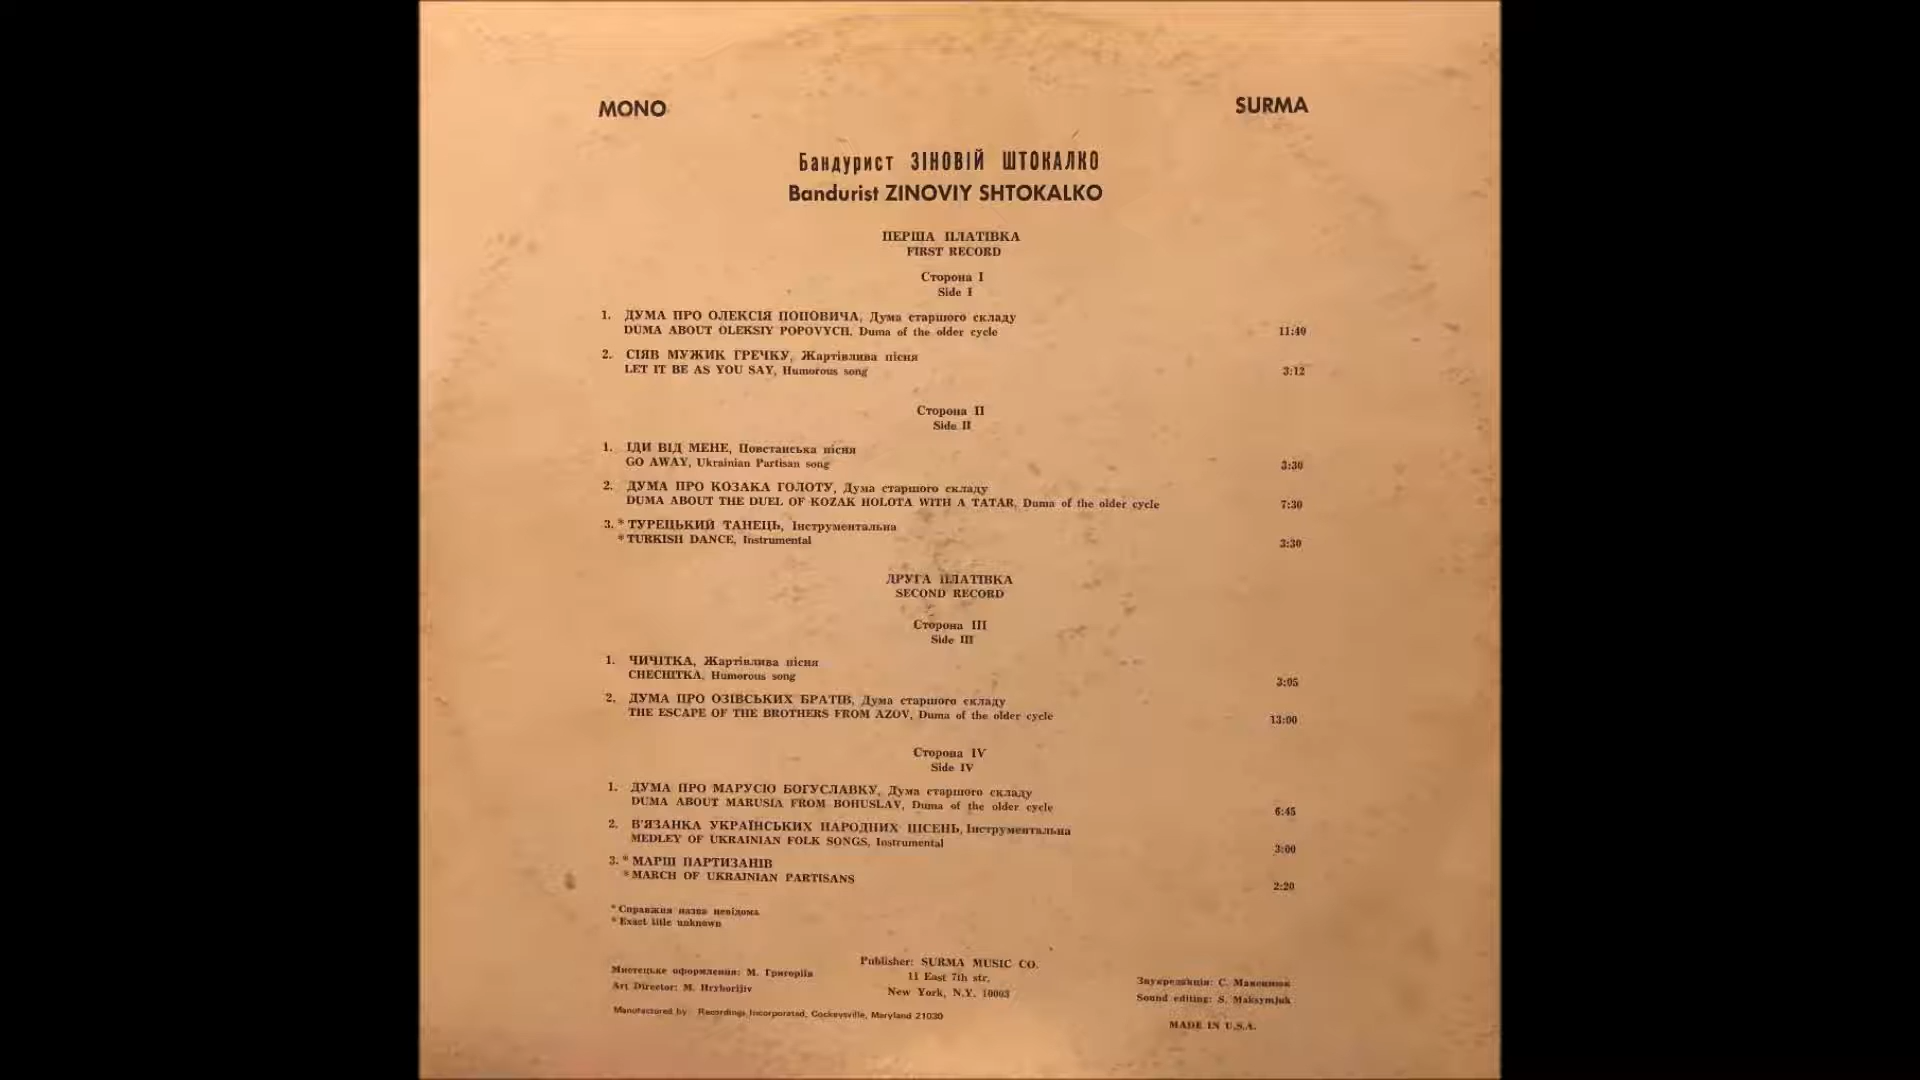 MONO
SURMA
Бандурист ЗІНОВІЙ ШТОКАЛКО
Bandurist ZINOVIY SHTOKALKO
ПЕРША ПЛАТІВКА
FIRST RECORD
Сторона I
Side I
1. ДУМА ПРО ОЛЕКСІЯ ПОПОВИЧА, Дума старшого складу
DUMA ABOUT OLEKSIY POPOVYCH, Duma of the older cycle 11:40
2. СІЯВ МУЖИК ГРЕЧКУ, Жартівлива пісня
LET IT BE AS YOU SAY, Humorous song 3:12
Сторона II
Side II
1. ІДИ ВІД МЕНЕ, Повстанська пісня
GO AWAY, Ukrainian Partisan song 3:30
2. ДУМА ПРО КОЗАКА ГОЛОТУ, Дума старшого складу
DUMA ABOUT THE DUEL OF KOZAK HOLOTA WITH A TATAR, Duma of the older cycle 7:30
3. * ТУРЕЦЬКИЙ ТАНЕЦЬ, Інструментальна
* TURKISH DANCE, Instrumental 3:30
ДРУГА ПЛАТІВКА
SECOND RECORD
Сторона III
Side III
1. ЧИЧІТКА, Жартівлива пісня
CHECHITKA, Humorous song 3:05
2. ДУМА ПРО ОЗІВСЬКИХ БРАТІВ, Дума старшого складу
THE ESCAPE OF THE BROTHERS FROM AZOV, Duma of the older cycle 13:00
Сторона IV
Side IV
1. ДУМА ПРО МАРУСЮ БОГУСЛАВКУ, Дума старшого складу
DUMA ABOUT MARUSIA FROM BOHUSLAV, Duma of the older cycle 6:45
2. В'ЯЗАНКА УКРАЇНСЬКИХ НАРОДНИХ ПІСЕНЬ, Інструментальна
MEDLEY OF UKRAINIAN FOLK SONGS, Instrumental 3:00
3. * МАРШ ПАРТИЗАНІВ
* MARCH OF UKRAINIAN PARTISANS 2:20
* Справжня назва невідома
* Exact title unknown
Мистецьке оформлення: М. Григоріїв
Art Director: M. Hryhorijiv
Publisher: SURMA MUSIC CO.
11 East 7th str.
New York, N.Y. 10003
Звукредакція: С. Максимюк
Sound editing: S. Maksymjuk
Manufactured by Recordings Incorporated, Cockeysville, Maryland 21030
MADE IN U.S.A.